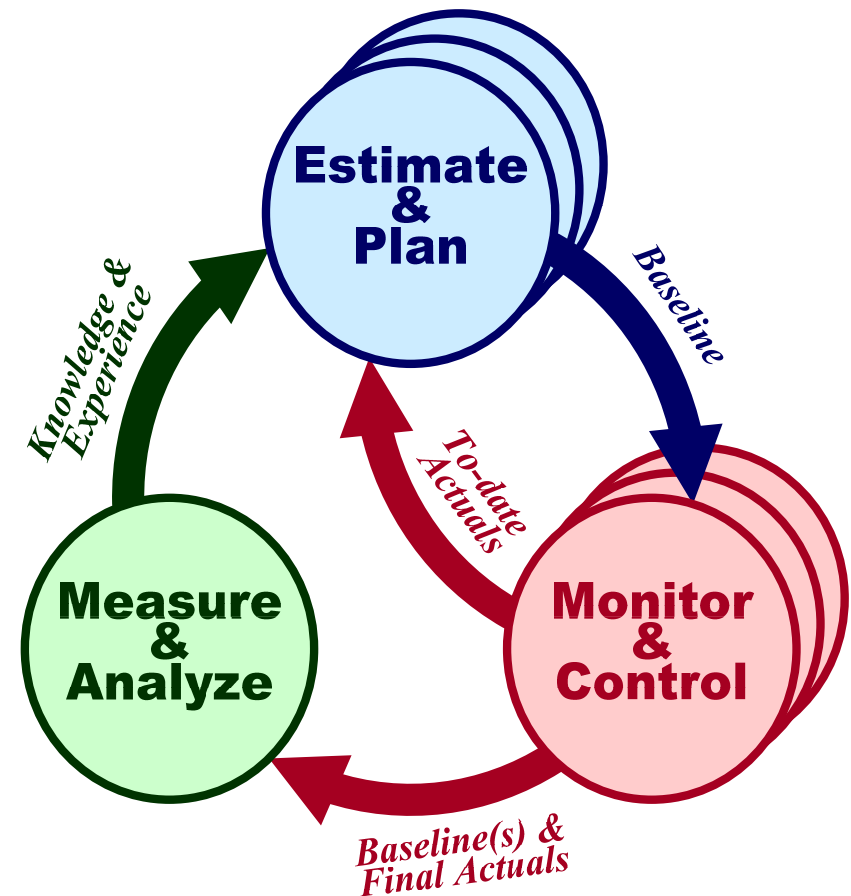 Estimate
&
Plan
Baseline
Knowledge &
Experience
To-date
Actuals
Measure
&
Analyze
Monitor
&
Control
Baseline(s) &
Final Actuals